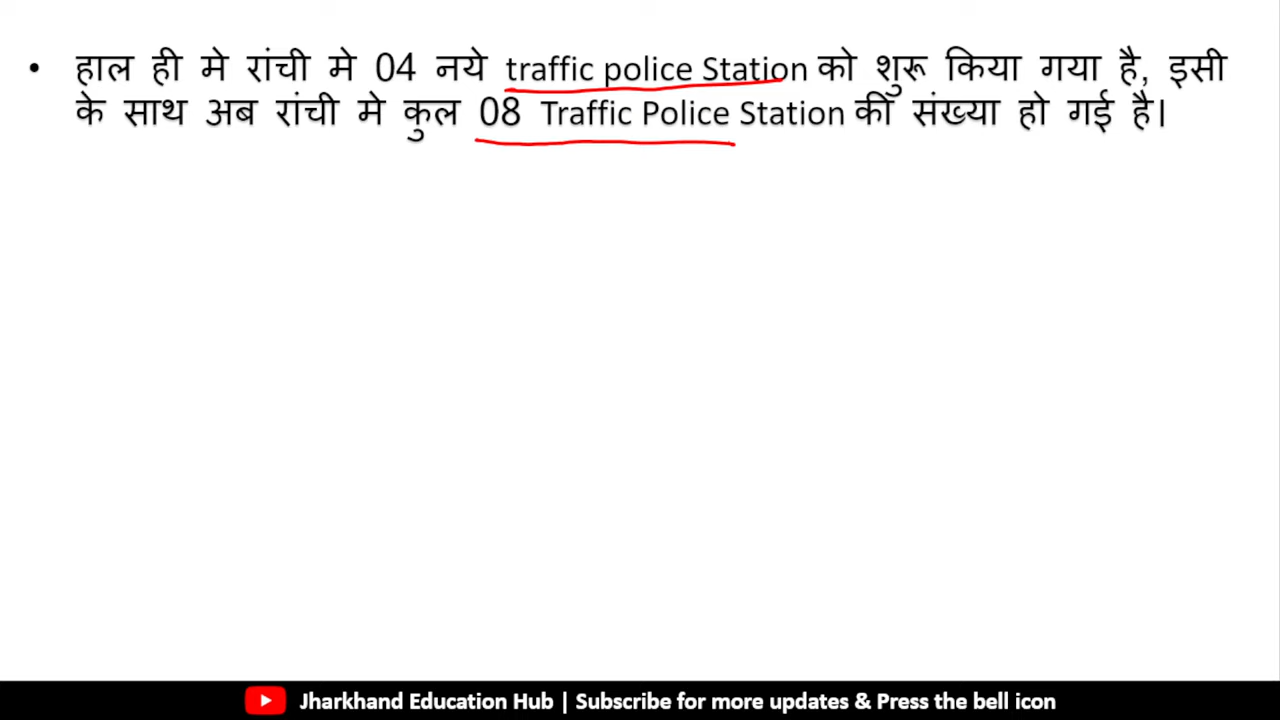 • हाल ही मे रांची मे 04 नये traffic police Station को शुरू किया गया है, इसी
के साथ अब रांची मे कुल 08 Traffic Police Station की संख्या हो गई है।
Jharkhand Education Hub | Subscribe for more updates & Press the bell icon